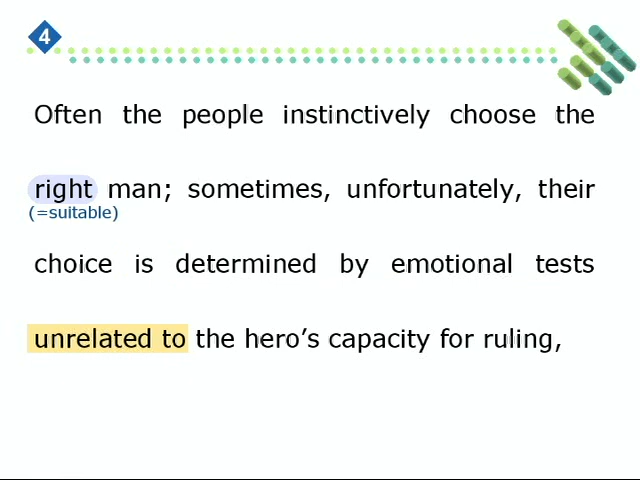 4
Often the people instinctively choose the
right man; sometimes, unfortunately, their
(=suitable)
choice is determined by emotional tests
unrelated to the hero’s capacity for ruling,